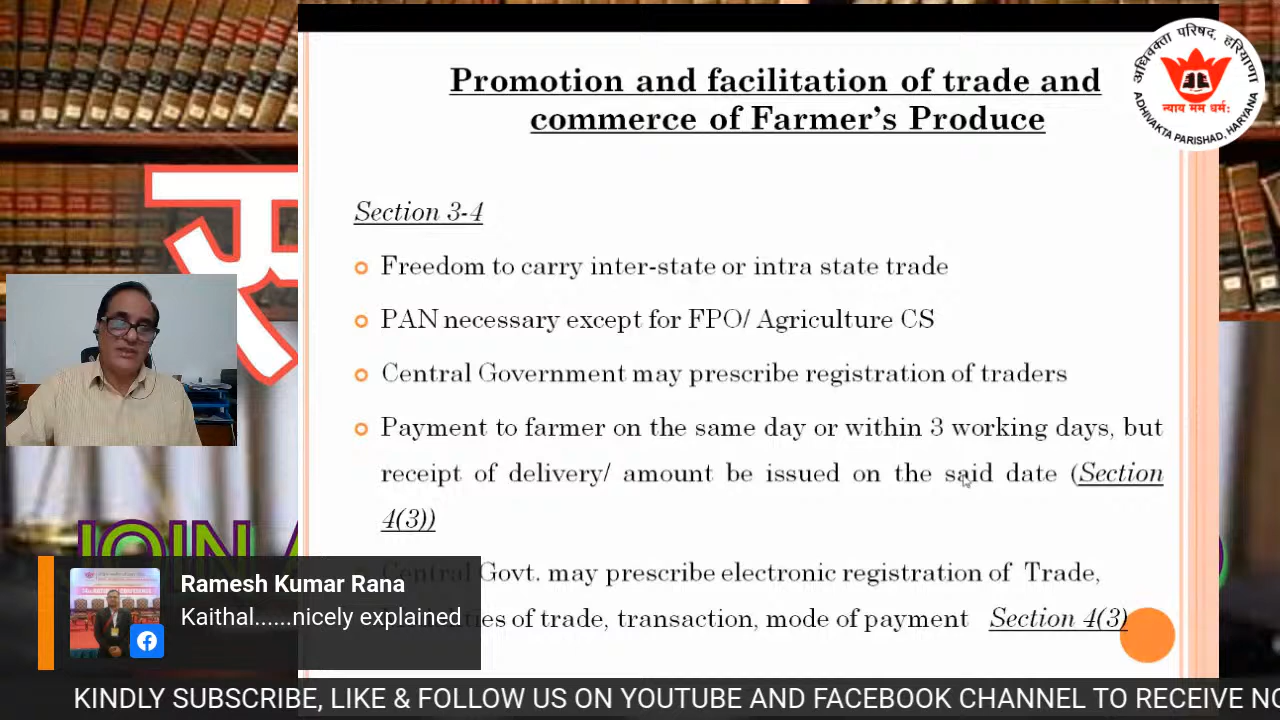 Promotion and facilitation of trade and
commerce of Farmer's Produce
अधिवक्ता परिषद, हरियाणा
न्याय मम धर्म:
ADHIVAKTA PARISHAD, HARYANA
Section 3-4
Freedom to carry inter-state or intra state trade
PAN necessary except for FPO/ Agriculture CS
Central Government may prescribe registration of traders
Payment to farmer on the same day or within 3 working days, but
receipt of delivery/ amount be issued on the said date (Section
4(3))
Central Govt. may prescribe electronic registration of Trade,
of trade, transaction, mode of payment Section 4(3)
JOIN
Ramesh Kumar Rana
Kaithal......nicely explained
KINDLY SUBSCRIBE, LIKE & FOLLOW US ON YOUTUBE AND FACEBOOK CHANNEL TO RECEIVE